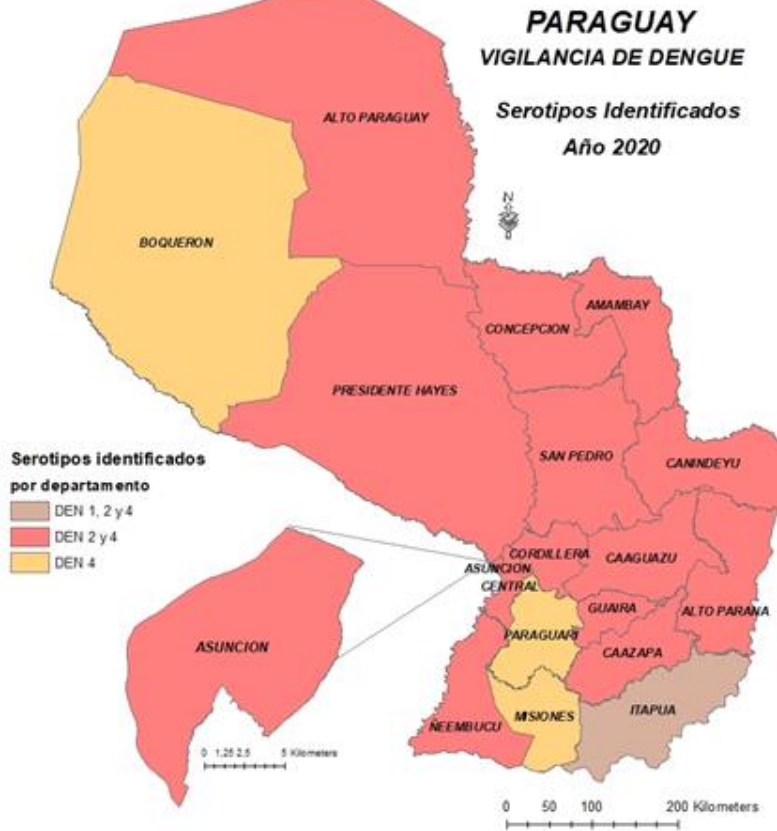 PARAGUAY
VIGILANCIA DE DENGUE
Serotipos Identificados
Año 2020
N
ALTO PARAGUAY
BOQUERON
AMAMBAY
CONCEPCION
PRESIDENTE HAYES
SAN PEDRO
CANINDEYU
Serotipos identificados
por departamento
DEN 1, 2 y 4
DEN 2 y 4
DEN 4
CORDILLERA
CAAGUAZU
ASUNCION
CENTRAL
GUAIRA
ALTO PARANA
PARAGUARI
CAAZAPA
ASUNCION
ITAPUA
MISIONES
ÑEEMBUCU
0 1,25 2,5 5 Kilometers
0 50 100 200 Kilometers